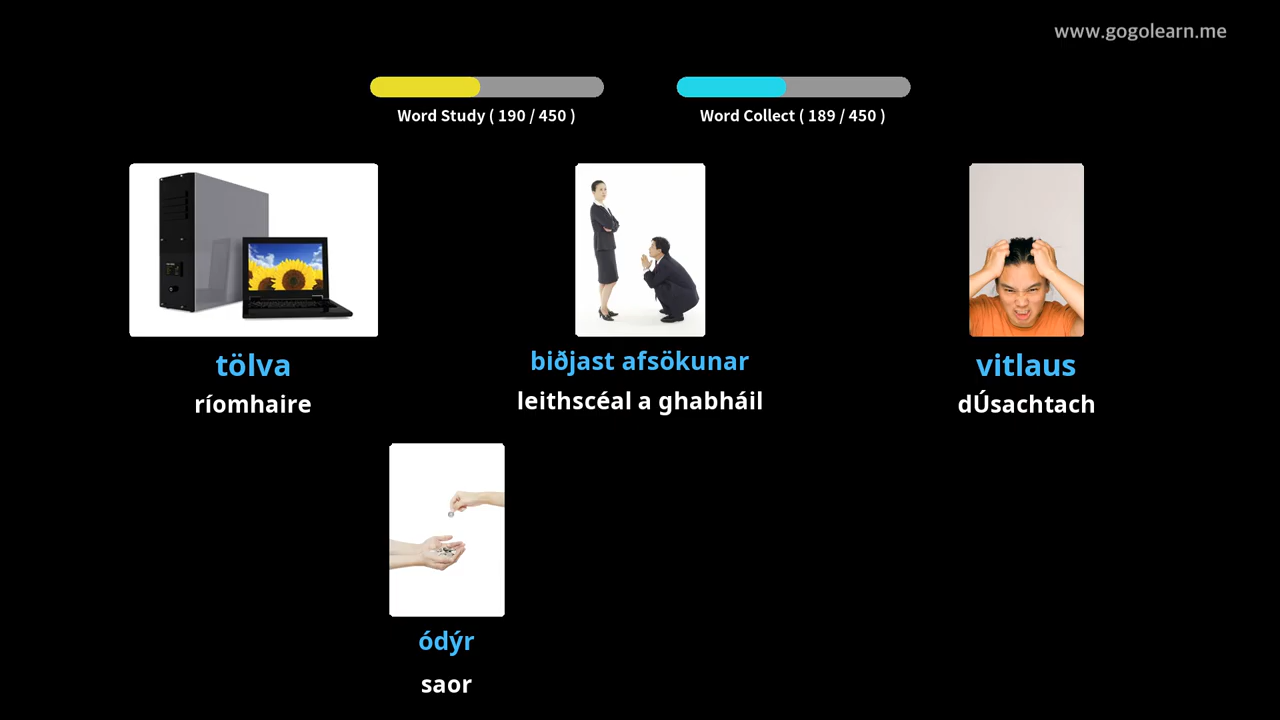 www.gogolearn.me
Word Study ( 190 / 450 )
Word Collect ( 189 / 450 )
tölva
ríomhaire
biðjast afsökunar
leithscéal a ghabháil
vitlaus
dÚsachtach
ódýr
saor